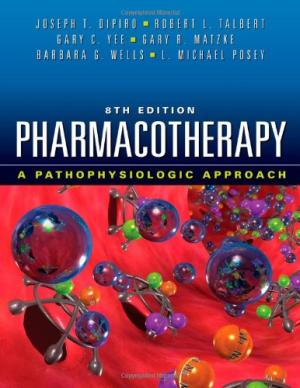 JOSEPH T. DIPIRO ▪ ROBERT L. TALBERT
GARY C. YEE ▪ GARY R. MATZKE
BARBARA G. WELLS ▪ L. MICHAEL POSEY
8TH EDITION
PHARMACOTHERAPY
A PATHOPHYSIOLOGIC APPROACH